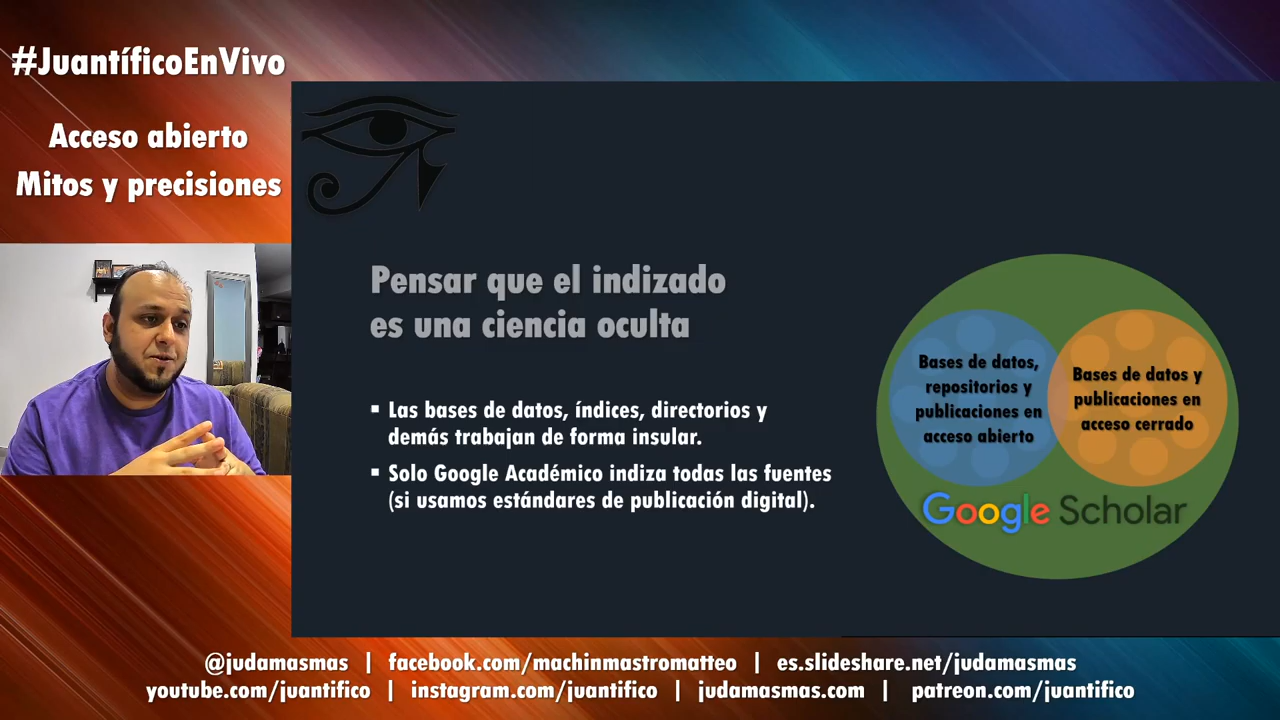 #JuantíficoEnVivo
Acceso abierto
Mitos y precisiones
Pensar que el indizado
es una ciencia oculta
▪ Las bases de datos, índices, directorios y
demás trabajan de forma insular.
▪ Solo Google Académico indiza todas las fuentes
(si usamos estándares de publicación digital).
Bases de datos,
repositorios y
publicaciones en
acceso abierto
Bases de datos y
publicaciones en
acceso cerrado
Google Scholar
@judamasmas | facebook.com/machinmastromatteo | es.slideshare.net/judamasmas
youtube.com/juantifico | instagram.com/juantifico | judamasmas.com | patreon.com/juantifico